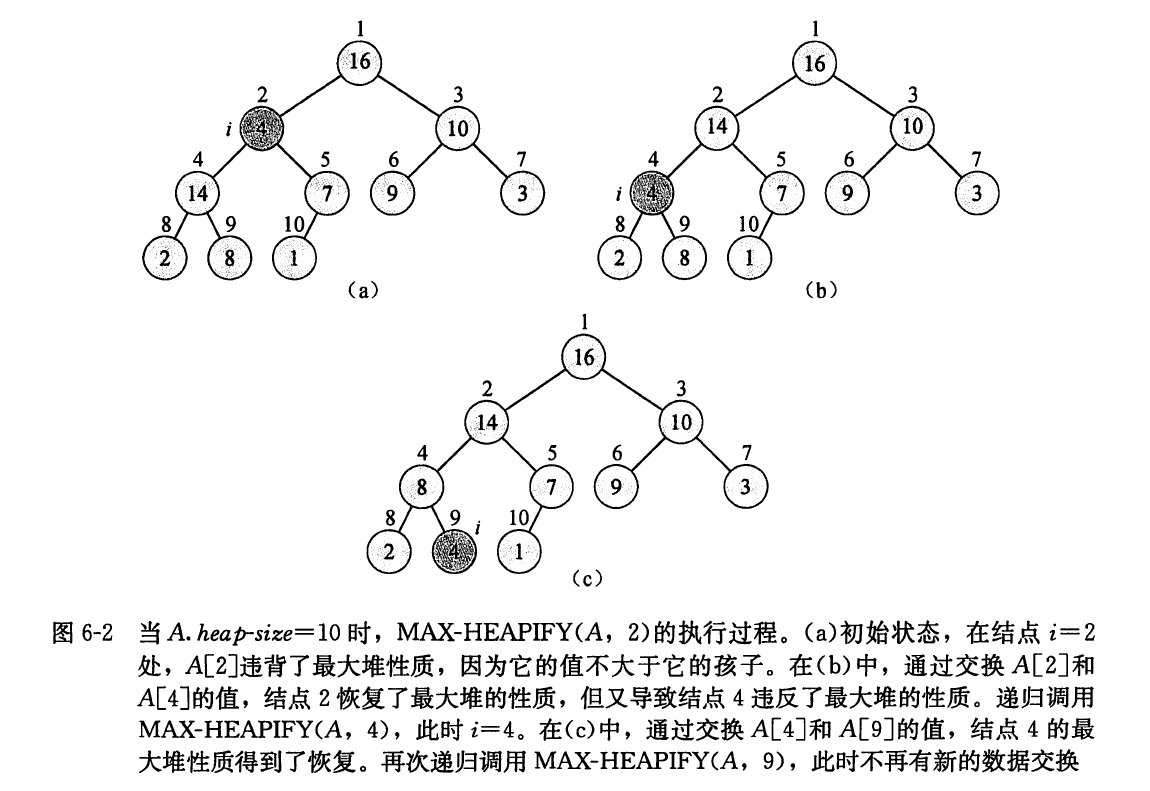 1 1
16 16
2 3 2 3
i 4 10 14 10
4 5 6 7 4 5 6 7
14 7 9 3 i 4 7 9 3
8 9 10 8 9 10
2 8 1 2 8 1
(a) (b)
1
16
2 3
14 10
4 5 6 7
8 7 9 3
8 9 i 10
2 4 1
(c)
图 6-2 当 A.heap-size=10 时，MAX-HEAPIFY(A，2)的执行过程。(a)初始状态，在结点 i=2
处，A[2]违背了最大堆性质，因为它的值不大于它的孩子。在(b)中，通过交换 A[2]和
A[4]的值，结点 2 恢复了最大堆的性质，但又导致结点 4 违反了最大堆的性质。递归调用
MAX-HEAPIFY(A，4)，此时 i=4。在(c)中，通过交换 A[4]和 A[9]的值，结点 4 的最
大堆性质得到了恢复。再次递归调用 MAX-HEAPIFY(A，9)，此时不再有新的数据交换